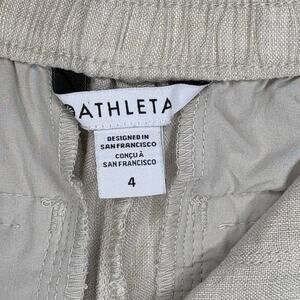 ATHLETA
DESIGNED IN
SAN FRANCISCO
CONÇU À
SAN FRANCISCO
4